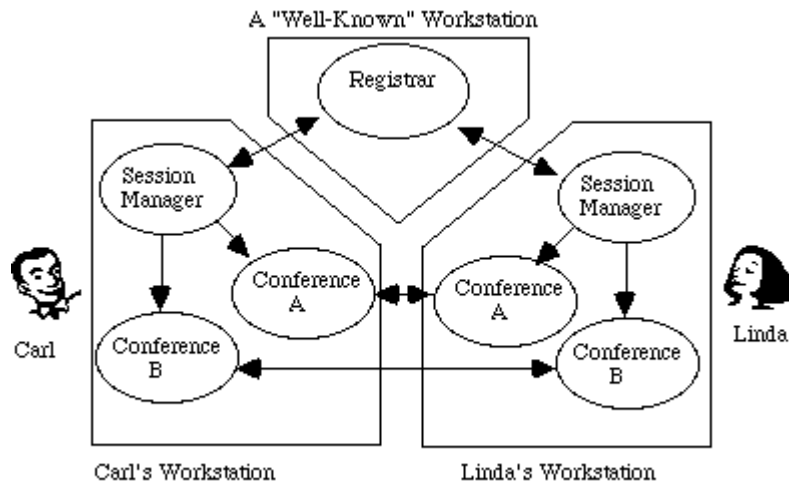 A "Well-Known" Workstation
Registrar
Session
Manager
Session
Manager
Conference
A
Conference
A
Carl
Conference
B
Conference
B
Linda
Carl's Workstation
Linda's Workstation